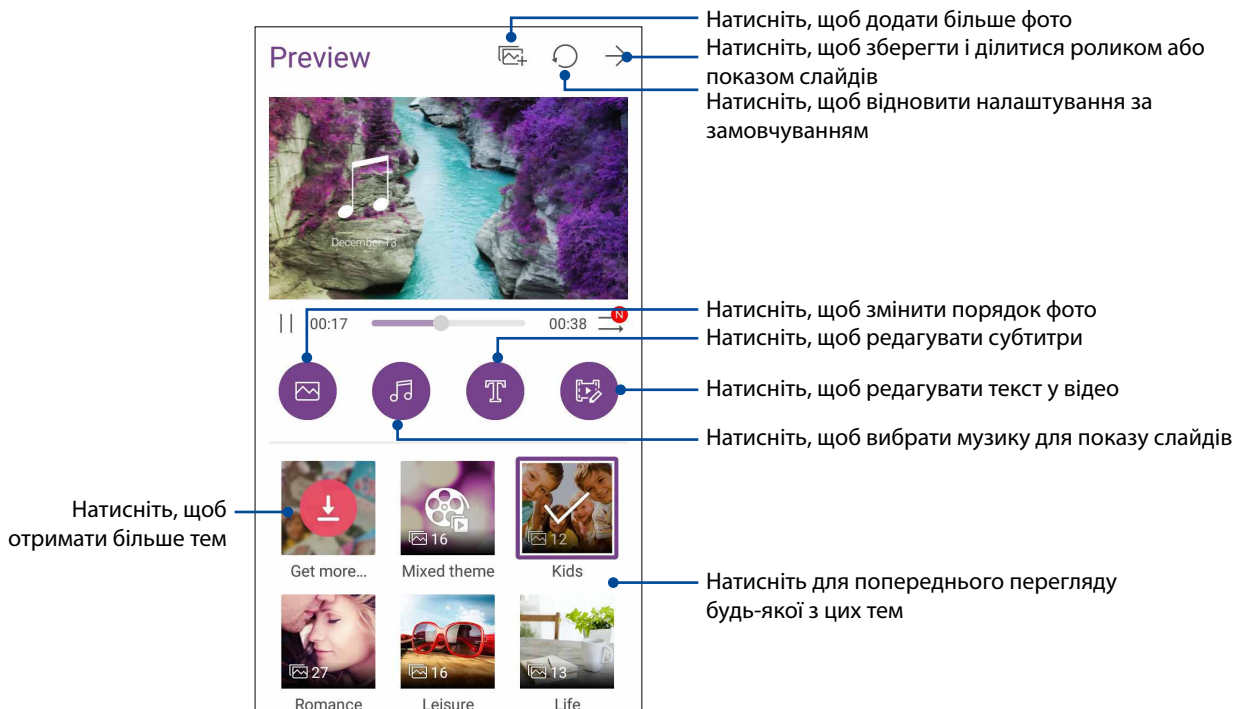 Натисніть, щоб додати більше фото
Натисніть, щоб зберегти і ділитися роликом або
показом слайдів
Натисніть, щоб відновити налаштування за
замовчуванням
Preview
December 13
00:17
00:38
N
Натисніть, щоб змінити порядок фото
Натисніть, щоб редагувати субтитри
T
Натисніть, щоб редагувати текст у відео
Натисніть, щоб вибрати музику для показу слайдів
Натисніть, щоб
отримати більше тем
16
12
Get more...
Mixed theme
Kids
Натисніть для попереднього перегляду
будь-якої з цих тем
27
16
13
Romance
Leisure
Life